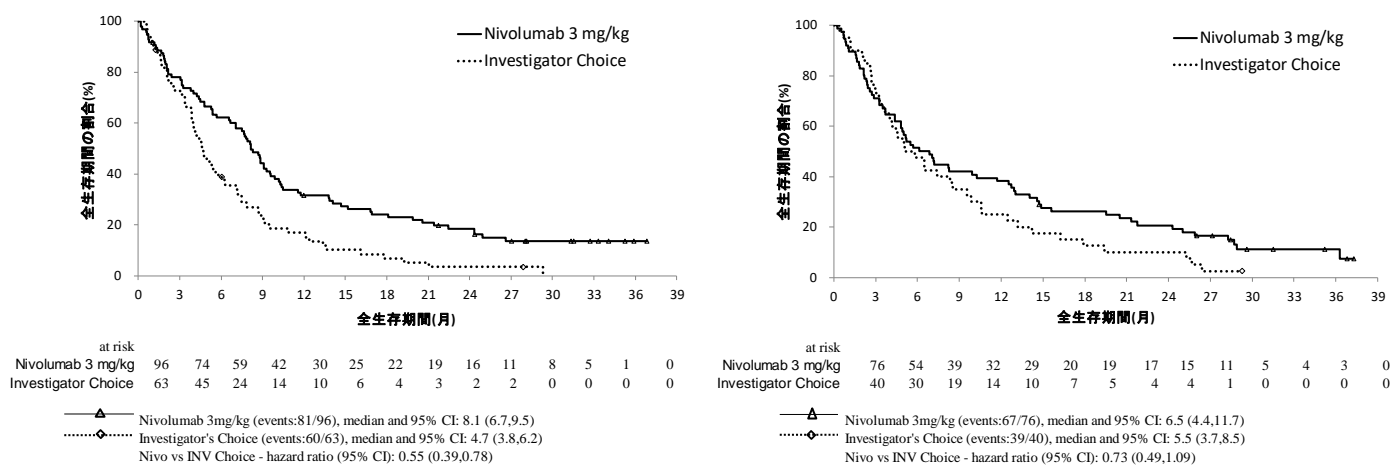 100
80
60
40
20
0
全生存期間の割合(%)
Nivolumab 3 mg/kg
Investigator Choice
0 3 6 9 12 15 18 21 24 27 30 33 36 39
全生存期間(月)
at risk
Nivolumab 3 mg/kg 96 74 59 42 30 25 22 19 16 11 8 5 1 0
Investigator Choice 63 45 24 14 10 6 4 3 2 2 0 0 0 0
Nivolumab 3mg/kg (events:81/96), median and 95% CI: 8.1 (6.7,9.5)
Investigator's Choice (events:60/63), median and 95% CI: 4.7 (3.8,6.2)
Nivo vs INV Choice - hazard ratio (95% CI): 0.55 (0.39,0.78)
100
80
60
40
20
0
全生存期間の割合(%)
Nivolumab 3 mg/kg
Investigator Choice
0 3 6 9 12 15 18 21 24 27 30 33 36 39
全生存期間(月)
at risk
Nivolumab 3 mg/kg 76 54 39 32 29 20 19 17 15 11 5 4 3 0
Investigator Choice 40 30 19 14 10 7 5 4 4 1 0 0 0 0
Nivolumab 3mg/kg (events:67/76), median and 95% CI: 6.5 (4.4,11.7)
Investigator's Choice (events:39/40), median and 95% CI: 5.5 (3.7,8.5)
Nivo vs INV Choice - hazard ratio (95% CI): 0.73 (0.49,1.09)